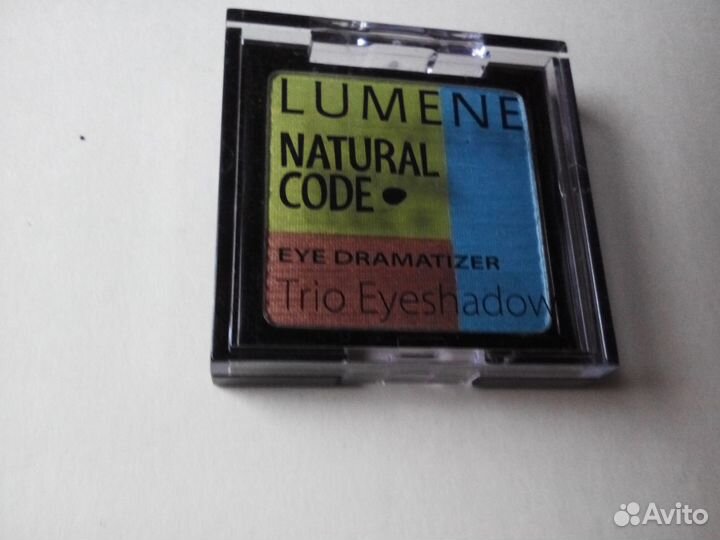 LUMENE
NATURAL
CODE
EYE DRAMATIZER
Trio Eyeshadow
Avito